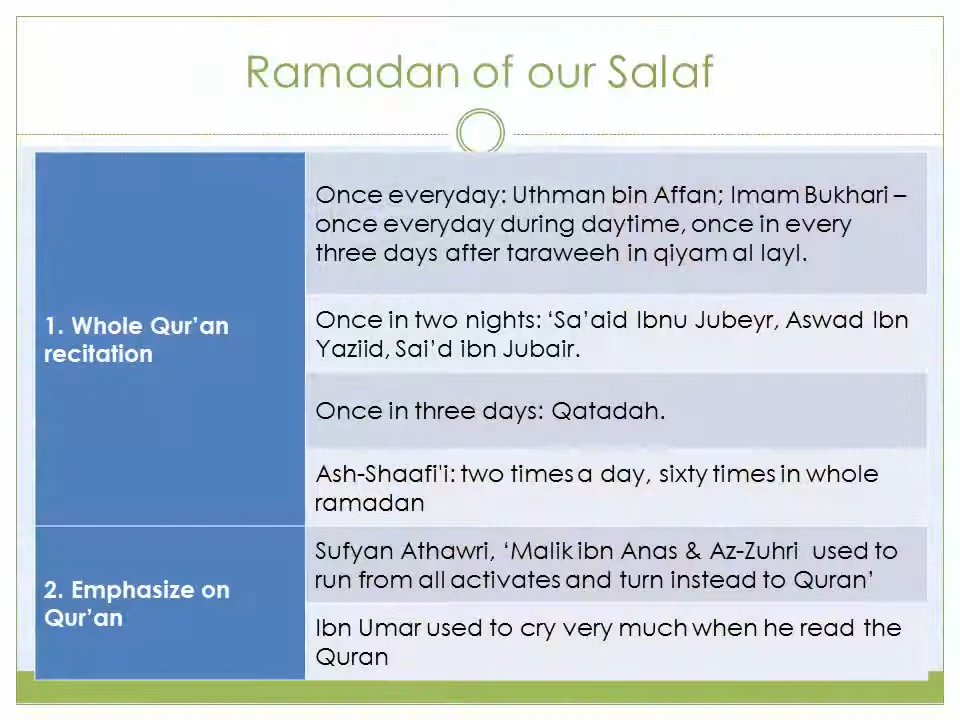 Ramadan of our Salaf
1. Whole Qur’an
recitation
Once everyday: Uthman bin Affan; Imam Bukhari –
once everyday during daytime, once in every
three days after taraweeh in qiyam al layl.
Once in two nights: ‘Sa’aid Ibnu Jubeyr, Aswad Ibn
Yaziid, Sai’d ibn Jubair.
Once in three days: Qatadah.
Ash-Shaafi'i: two times a day, sixty times in whole
ramadan
2. Emphasize on
Qur’an
Sufyan Athawri, ‘Malik ibn Anas & Az-Zuhri used to
run from all activates and turn instead to Quran’
Ibn Umar used to cry very much when he read the
Quran